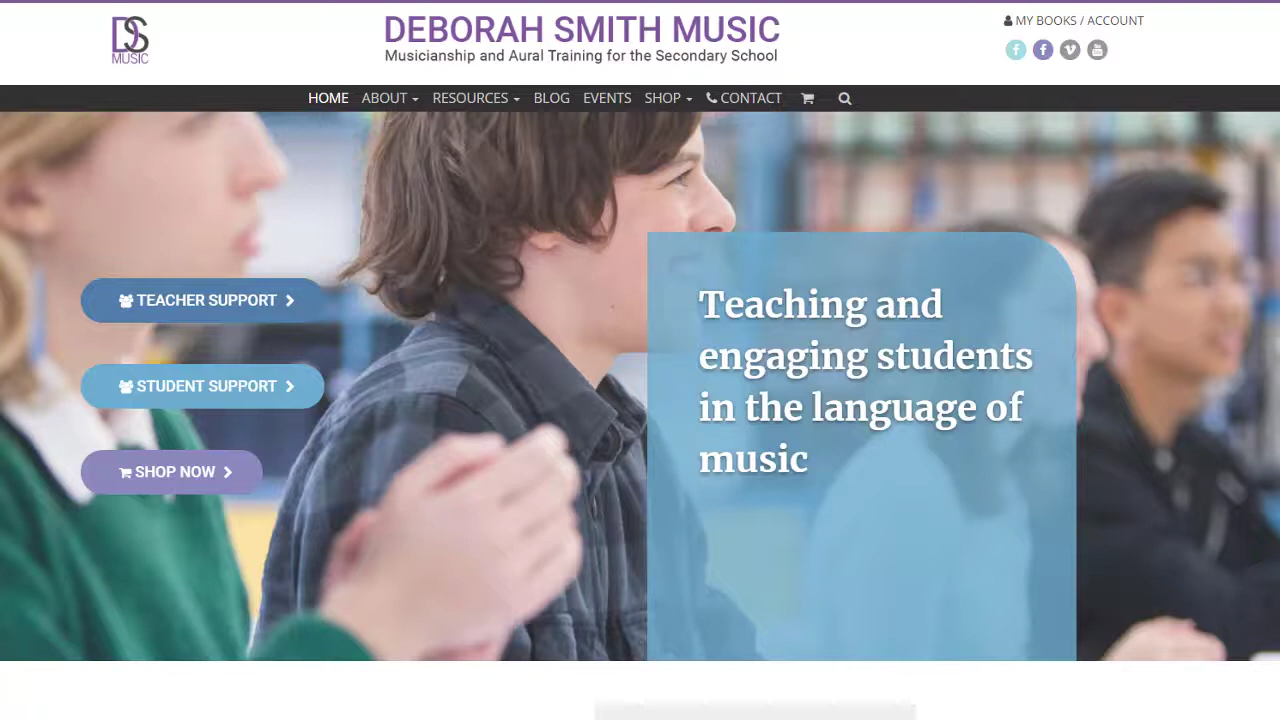 DS
MUSIC
DEBORAH SMITH MUSIC
Musicianship and Aural Training for the Secondary School
MY BOOKS / ACCOUNT
HOME ABOUT RESOURCES BLOG EVENTS SHOP CONTACT
TEACHER SUPPORT
STUDENT SUPPORT
SHOP NOW
Teaching and
engaging students
in the language of
music